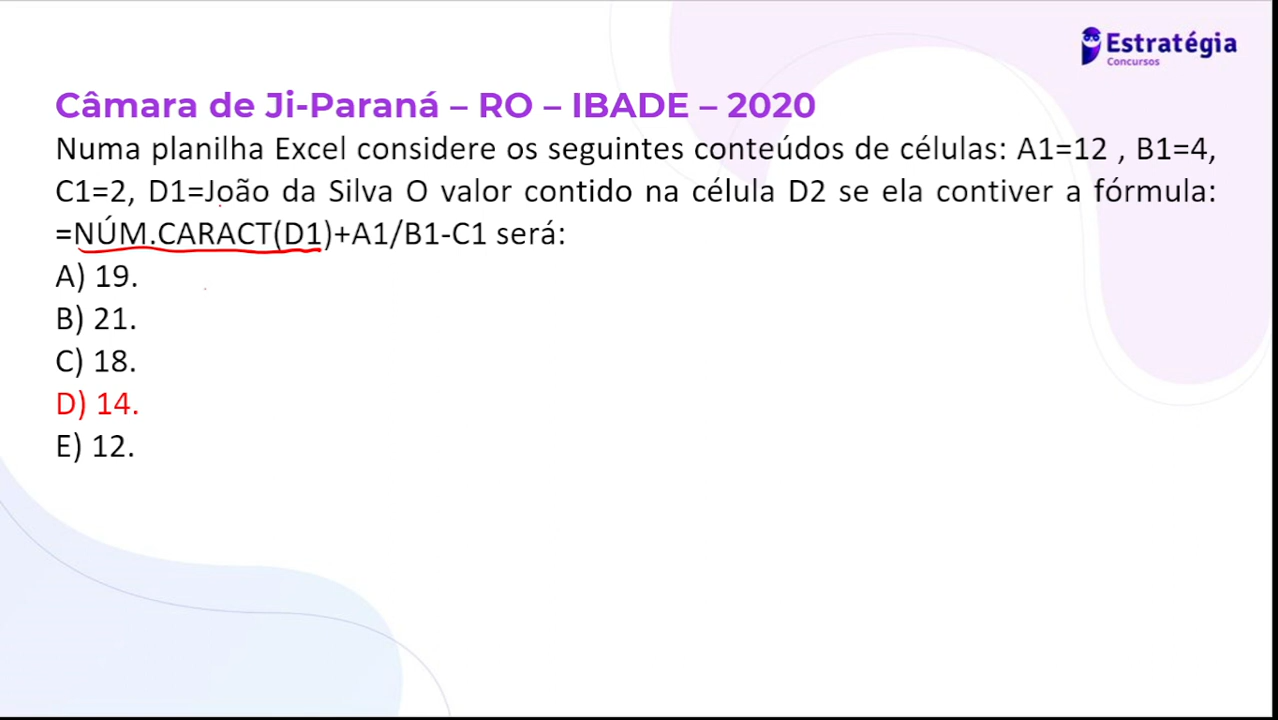 Estratégia
Concursos
Câmara de Ji-Paraná – RO – IBADE – 2020
Numa planilha Excel considere os seguintes conteúdos de células: A1=12 , B1=4,
C1=2, D1=João da Silva O valor contido na célula D2 se ela contiver a fórmula:
=NÚM.CARACT(D1)+A1/B1-C1 será:
A) 19.
B) 21.
C) 18.
D) 14.
E) 12.